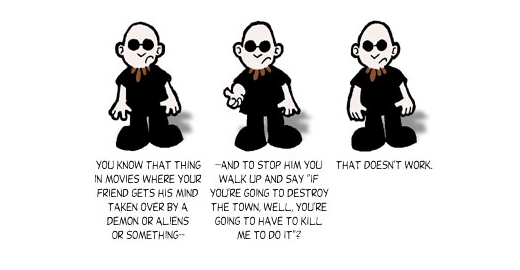 YOU KNOW THAT THING
IN MOVIES WHERE YOUR
FRIEND GETS HIS MIND
TAKEN OVER BY A
DEMON OR ALIENS
OR SOMETHING--
--AND TO STOP HIM YOU
WALK UP AND SAY "IF
YOU'RE GOING TO DESTROY
THE TOWN, WELL, YOU'RE
GOING TO HAVE TO KILL
ME TO DO IT"?
THAT DOESN'T WORK.